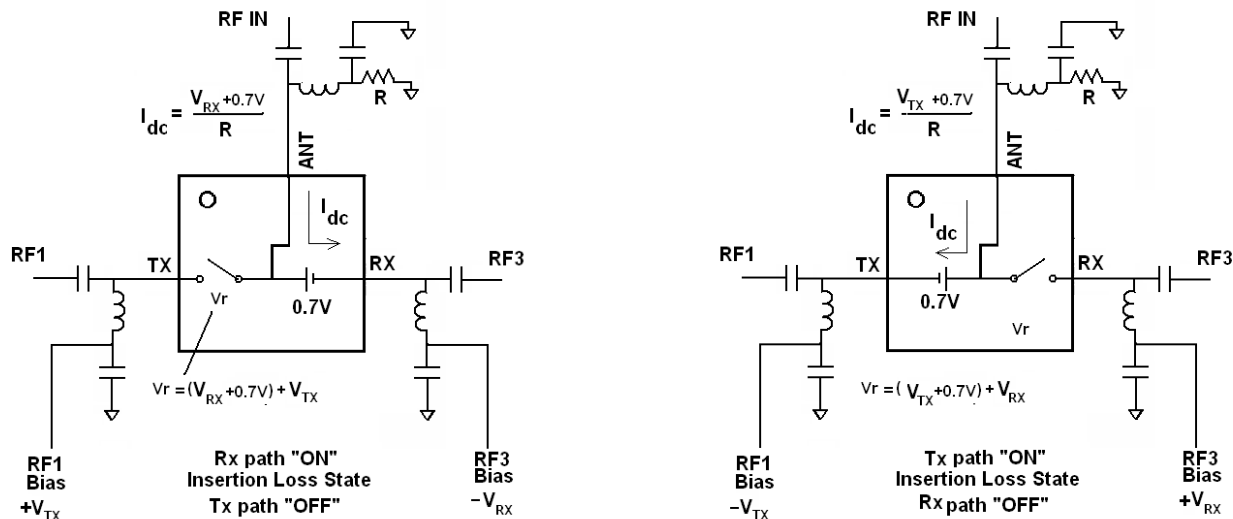 RF IN
R
I_dc = V_RX +0.7V / R
ANT
I_dc
RF1
TX
RX
RF3
Vr
0.7V
Vr = (V_RX +0.7V) + V_TX
RF1
Bias
+V_TX
Rx path "ON"
Insertion Loss State
Tx path "OFF"
RF3
Bias
−V_RX
RF IN
R
I_dc = V_TX +0.7V / R
ANT
I_dc
RF1
TX
RX
RF3
0.7V
Vr
Vr = ( V_TX +0.7V) + V_RX
RF1
Bias
−V_TX
Tx path "ON"
Insertion Loss State
Rx path "OFF"
RF3
Bias
+V_RX